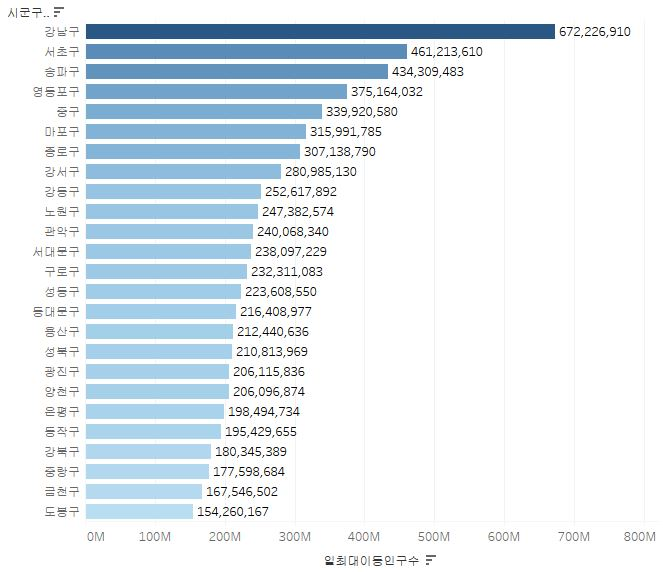 시군구..
강남구 672,226,910
서초구 461,213,610
송파구 434,309,483
영등포구 375,164,032
중구 339,920,580
마포구 315,991,785
종로구 307,138,790
강서구 280,985,130
강동구 252,617,892
노원구 247,382,574
관악구 240,068,340
서대문구 238,097,229
구로구 232,311,083
성동구 223,608,550
동대문구 216,408,977
용산구 212,440,636
성북구 210,813,969
광진구 206,115,836
양천구 206,096,874
은평구 198,494,734
동작구 195,429,655
강북구 180,345,389
중랑구 177,598,684
금천구 167,546,502
도봉구 154,260,167
0M 100M 200M 300M 400M 500M 600M 700M 800M
일최대이동인구수